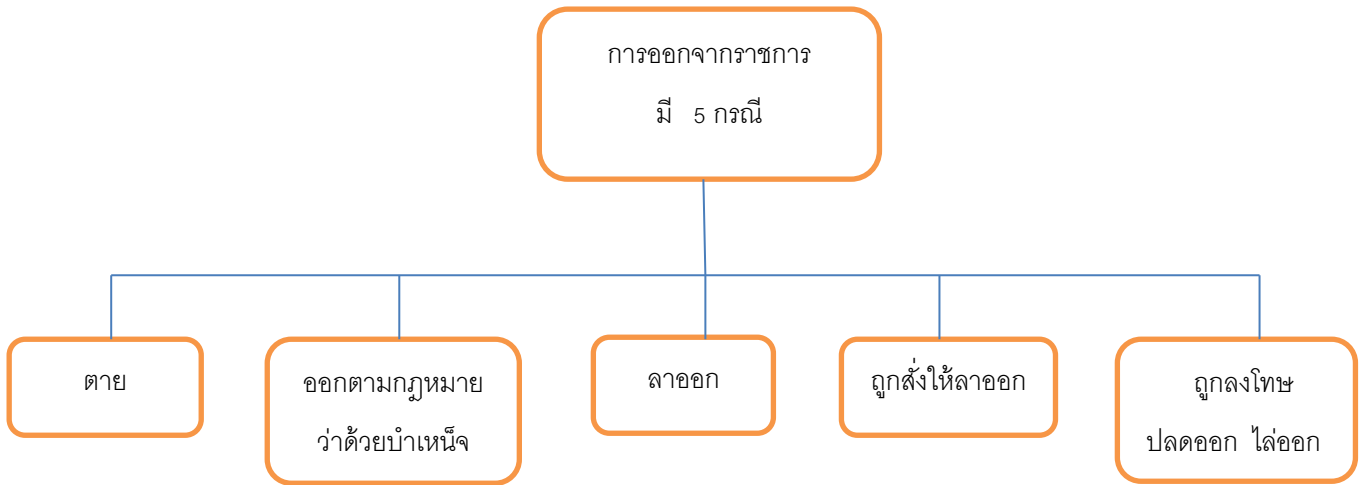 การออกจากราชการ
มี 5 กรณี
ตาย
ออกตามกฎหมาย
ว่าด้วยบำเหน็จ
ลาออก
ถูกสั่งให้ลาออก
ถูกลงโทษ
ปลดออก ไล่ออก